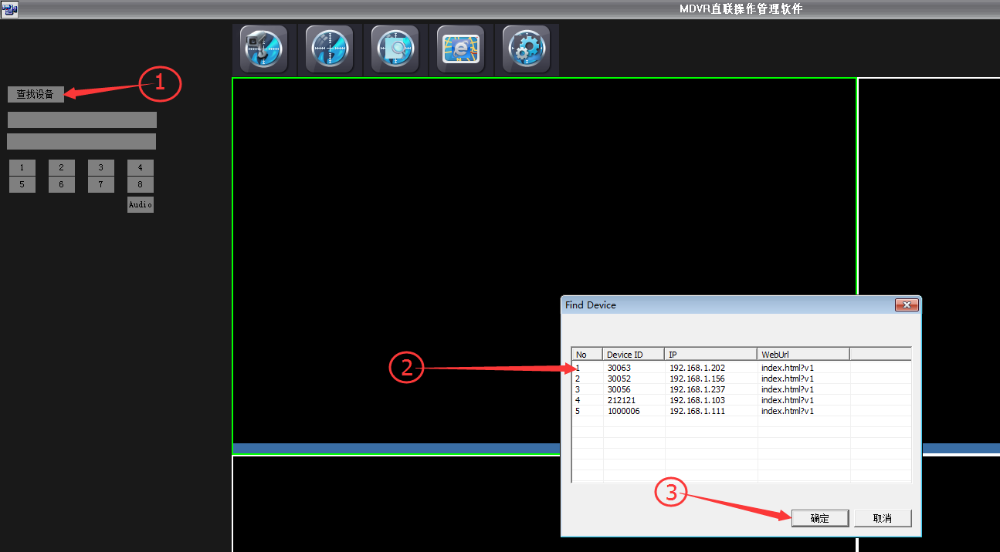 MDVR直联操作管理软件
1
查找设备
1 2 3 4
5 6 7 8
Audio
Find Device
No Device ID IP WebUrl
1 30063 192.168.1.202 index.html?v1
2 30052 192.168.1.156 index.html?v1
3 30056 192.168.1.237 index.html?v1
4 212121 192.168.1.103 index.html?v1
5 1000006 192.168.1.111 index.html?v1
2
3
确定 取消